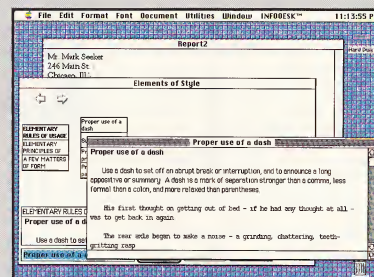 File Edit Format Font Document Utilities Window INFODESK™ 11:13:55 P
Report2
Hard Disk
Mr. Mark Seeker
246 Main St.
Chicago, Ill
Elements of Style
ELEMENTARY
RULES OF USAGE
ELEMENTARY
PRINCIPLES OF
A FEW MATTERS
OF FORM
Proper use of a
dash
Proper use of a dash
Proper use of a dash
Use a dash to set off an abrupt break or interruption, and to announce a long
appositive or summary. A dash is a mark of separation stronger than a comma, less
formal than a colon, and more relaxed than parentheses.
His first thought on getting out of bed - if he had any thought at all -
was to get back in again.
The rear axle began to make a noise - a grinding, chattering, teeth-
gritting rasp
ELEMENTARY RULES
Proper use of a d
Use a dash to se
Proper use of a